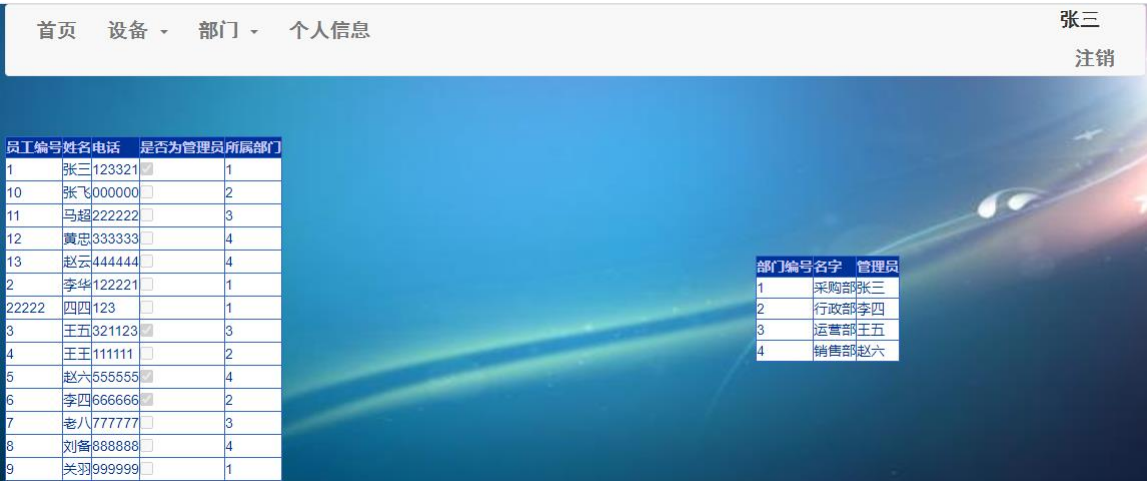 首页 设备 部门 个人信息 张三
注销
员工编号 姓名 电话 是否为管理员 所属部门
1 张三 123321 1
10 张飞 000000 2
11 马超 222222 3
12 黄忠 333333 4
13 赵云 444444 4
2 李华 122221 1
22222 四四 123 1
3 王五 321123 3
4 王王 111111 2
5 赵六 555555 4
6 李四 666666 2
7 老八 777777 3
8 刘备 888888 4
9 关羽 999999 1
部门编号 名字 管理员
1 采购部 张三
2 行政部 李四
3 运营部 王五
4 销售部 赵六